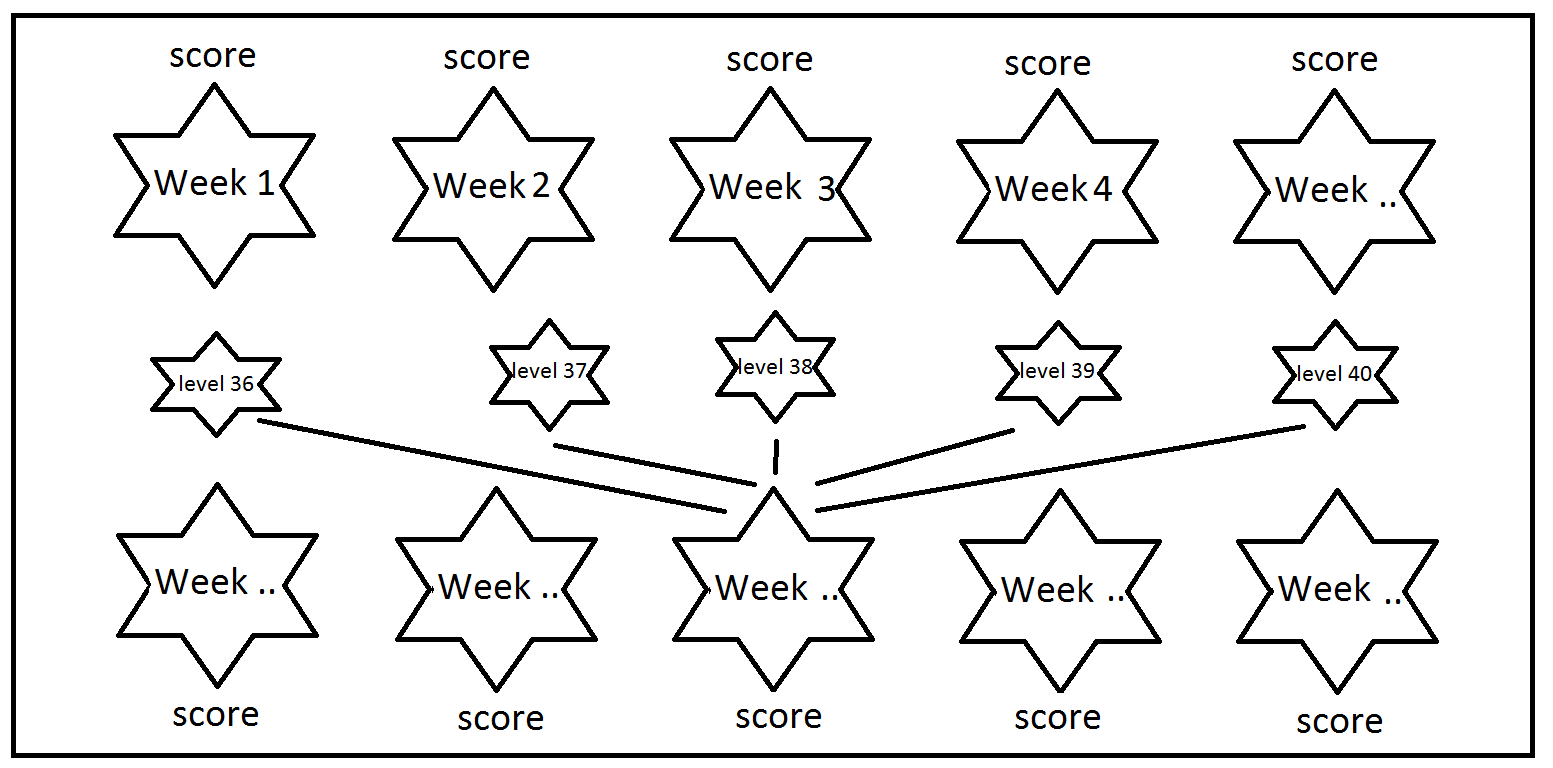 score score score score score
Week 1 Week 2 Week 3 Week 4 Week ..
level 36 level 37 level 38 level 39 level 40
Week .. Week .. Week .. Week .. Week ..
score score score score score